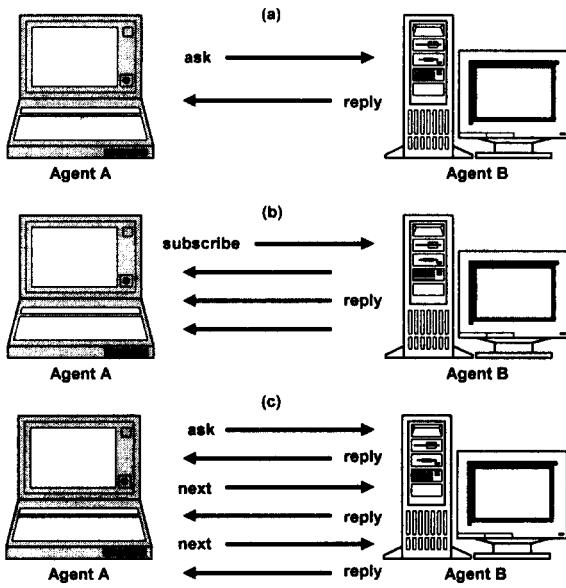 (a)
ask
reply
Agent A Agent B
(b)
subscribe
reply
Agent A Agent B
(c)
ask
reply
next
reply
next
reply
Agent A Agent B